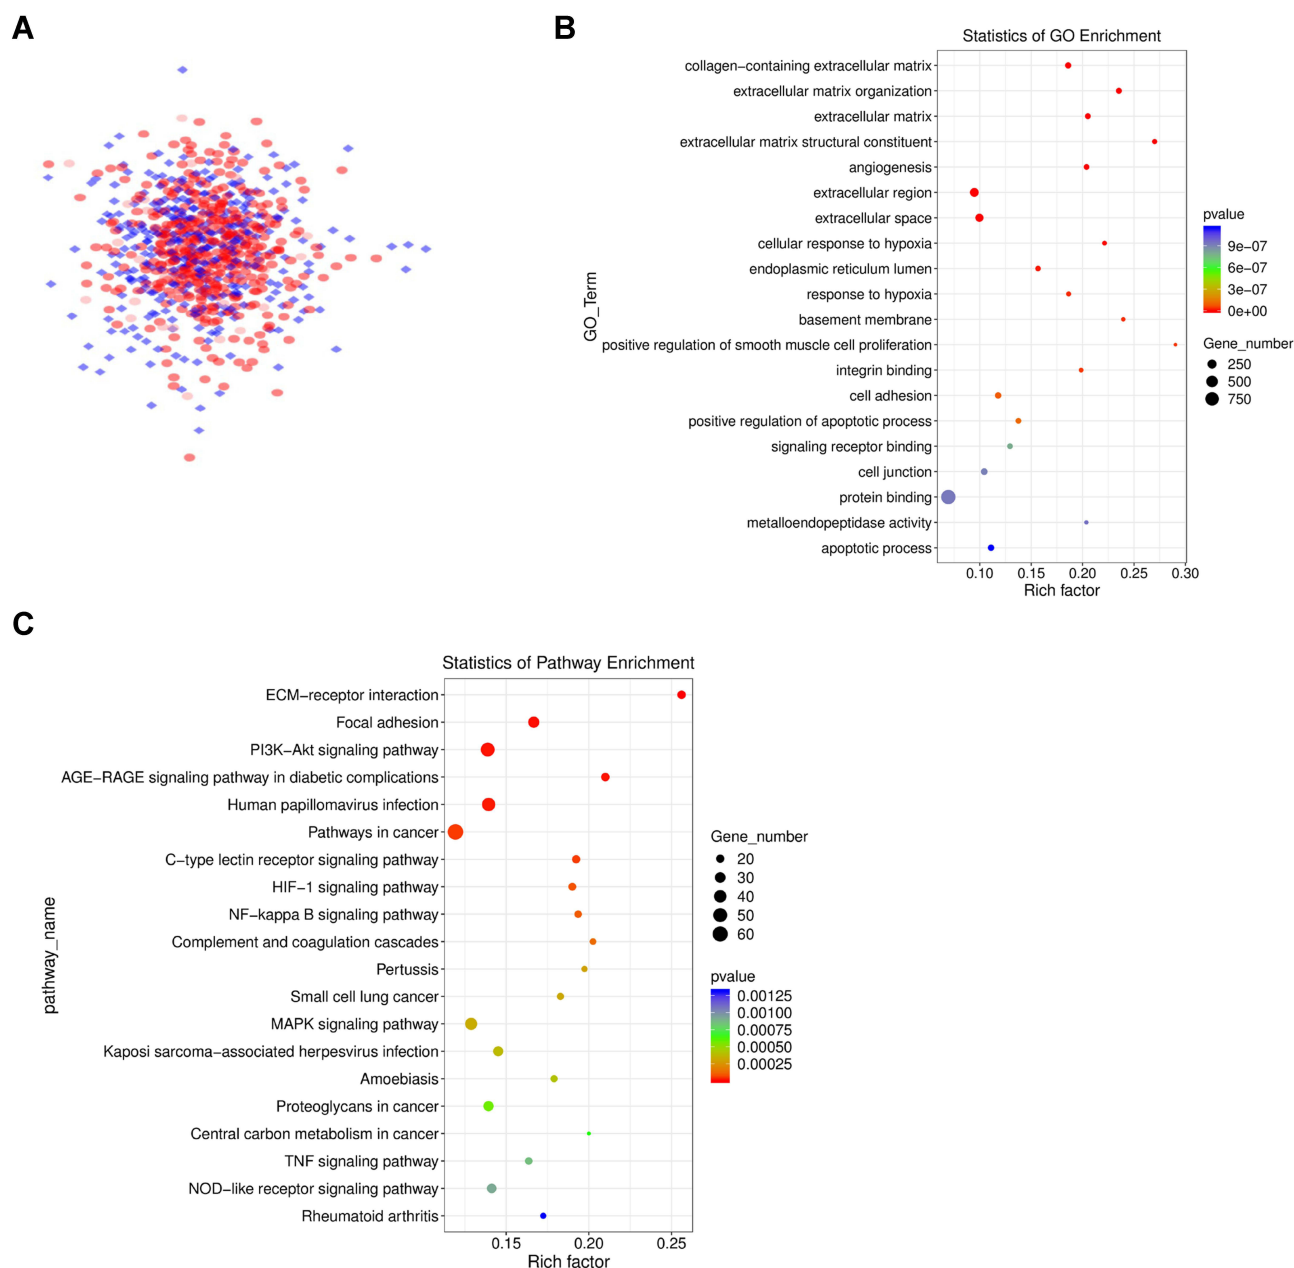 A
B
Statistics of GO Enrichment
collagen−containing extracellular matrix
extracellular matrix organization
extracellular matrix
extracellular matrix structural constituent
angiogenesis
extracellular region
extracellular space
cellular response to hypoxia
endoplasmic reticulum lumen
response to hypoxia
basement membrane
positive regulation of smooth muscle cell proliferation
integrin binding
cell adhesion
positive regulation of apoptotic process
signaling receptor binding
cell junction
protein binding
metalloendopeptidase activity
apoptotic process
GO_Term
0.10 0.15 0.20 0.25 0.30
Rich factor
pvalue
9e−07
6e−07
3e−07
0e+00
Gene_number
250
500
750
C
Statistics of Pathway Enrichment
ECM−receptor interaction
Focal adhesion
PI3K−Akt signaling pathway
AGE−RAGE signaling pathway in diabetic complications
Human papillomavirus infection
Pathways in cancer
C−type lectin receptor signaling pathway
HIF−1 signaling pathway
NF−kappa B signaling pathway
Complement and coagulation cascades
Pertussis
Small cell lung cancer
MAPK signaling pathway
Kaposi sarcoma−associated herpesvirus infection
Amoebiasis
Proteoglycans in cancer
Central carbon metabolism in cancer
TNF signaling pathway
NOD−like receptor signaling pathway
Rheumatoid arthritis
pathway_name
0.15 0.20 0.25
Rich factor
Gene_number
20
30
40
50
60
pvalue
0.00125
0.00100
0.00075
0.00050
0.00025